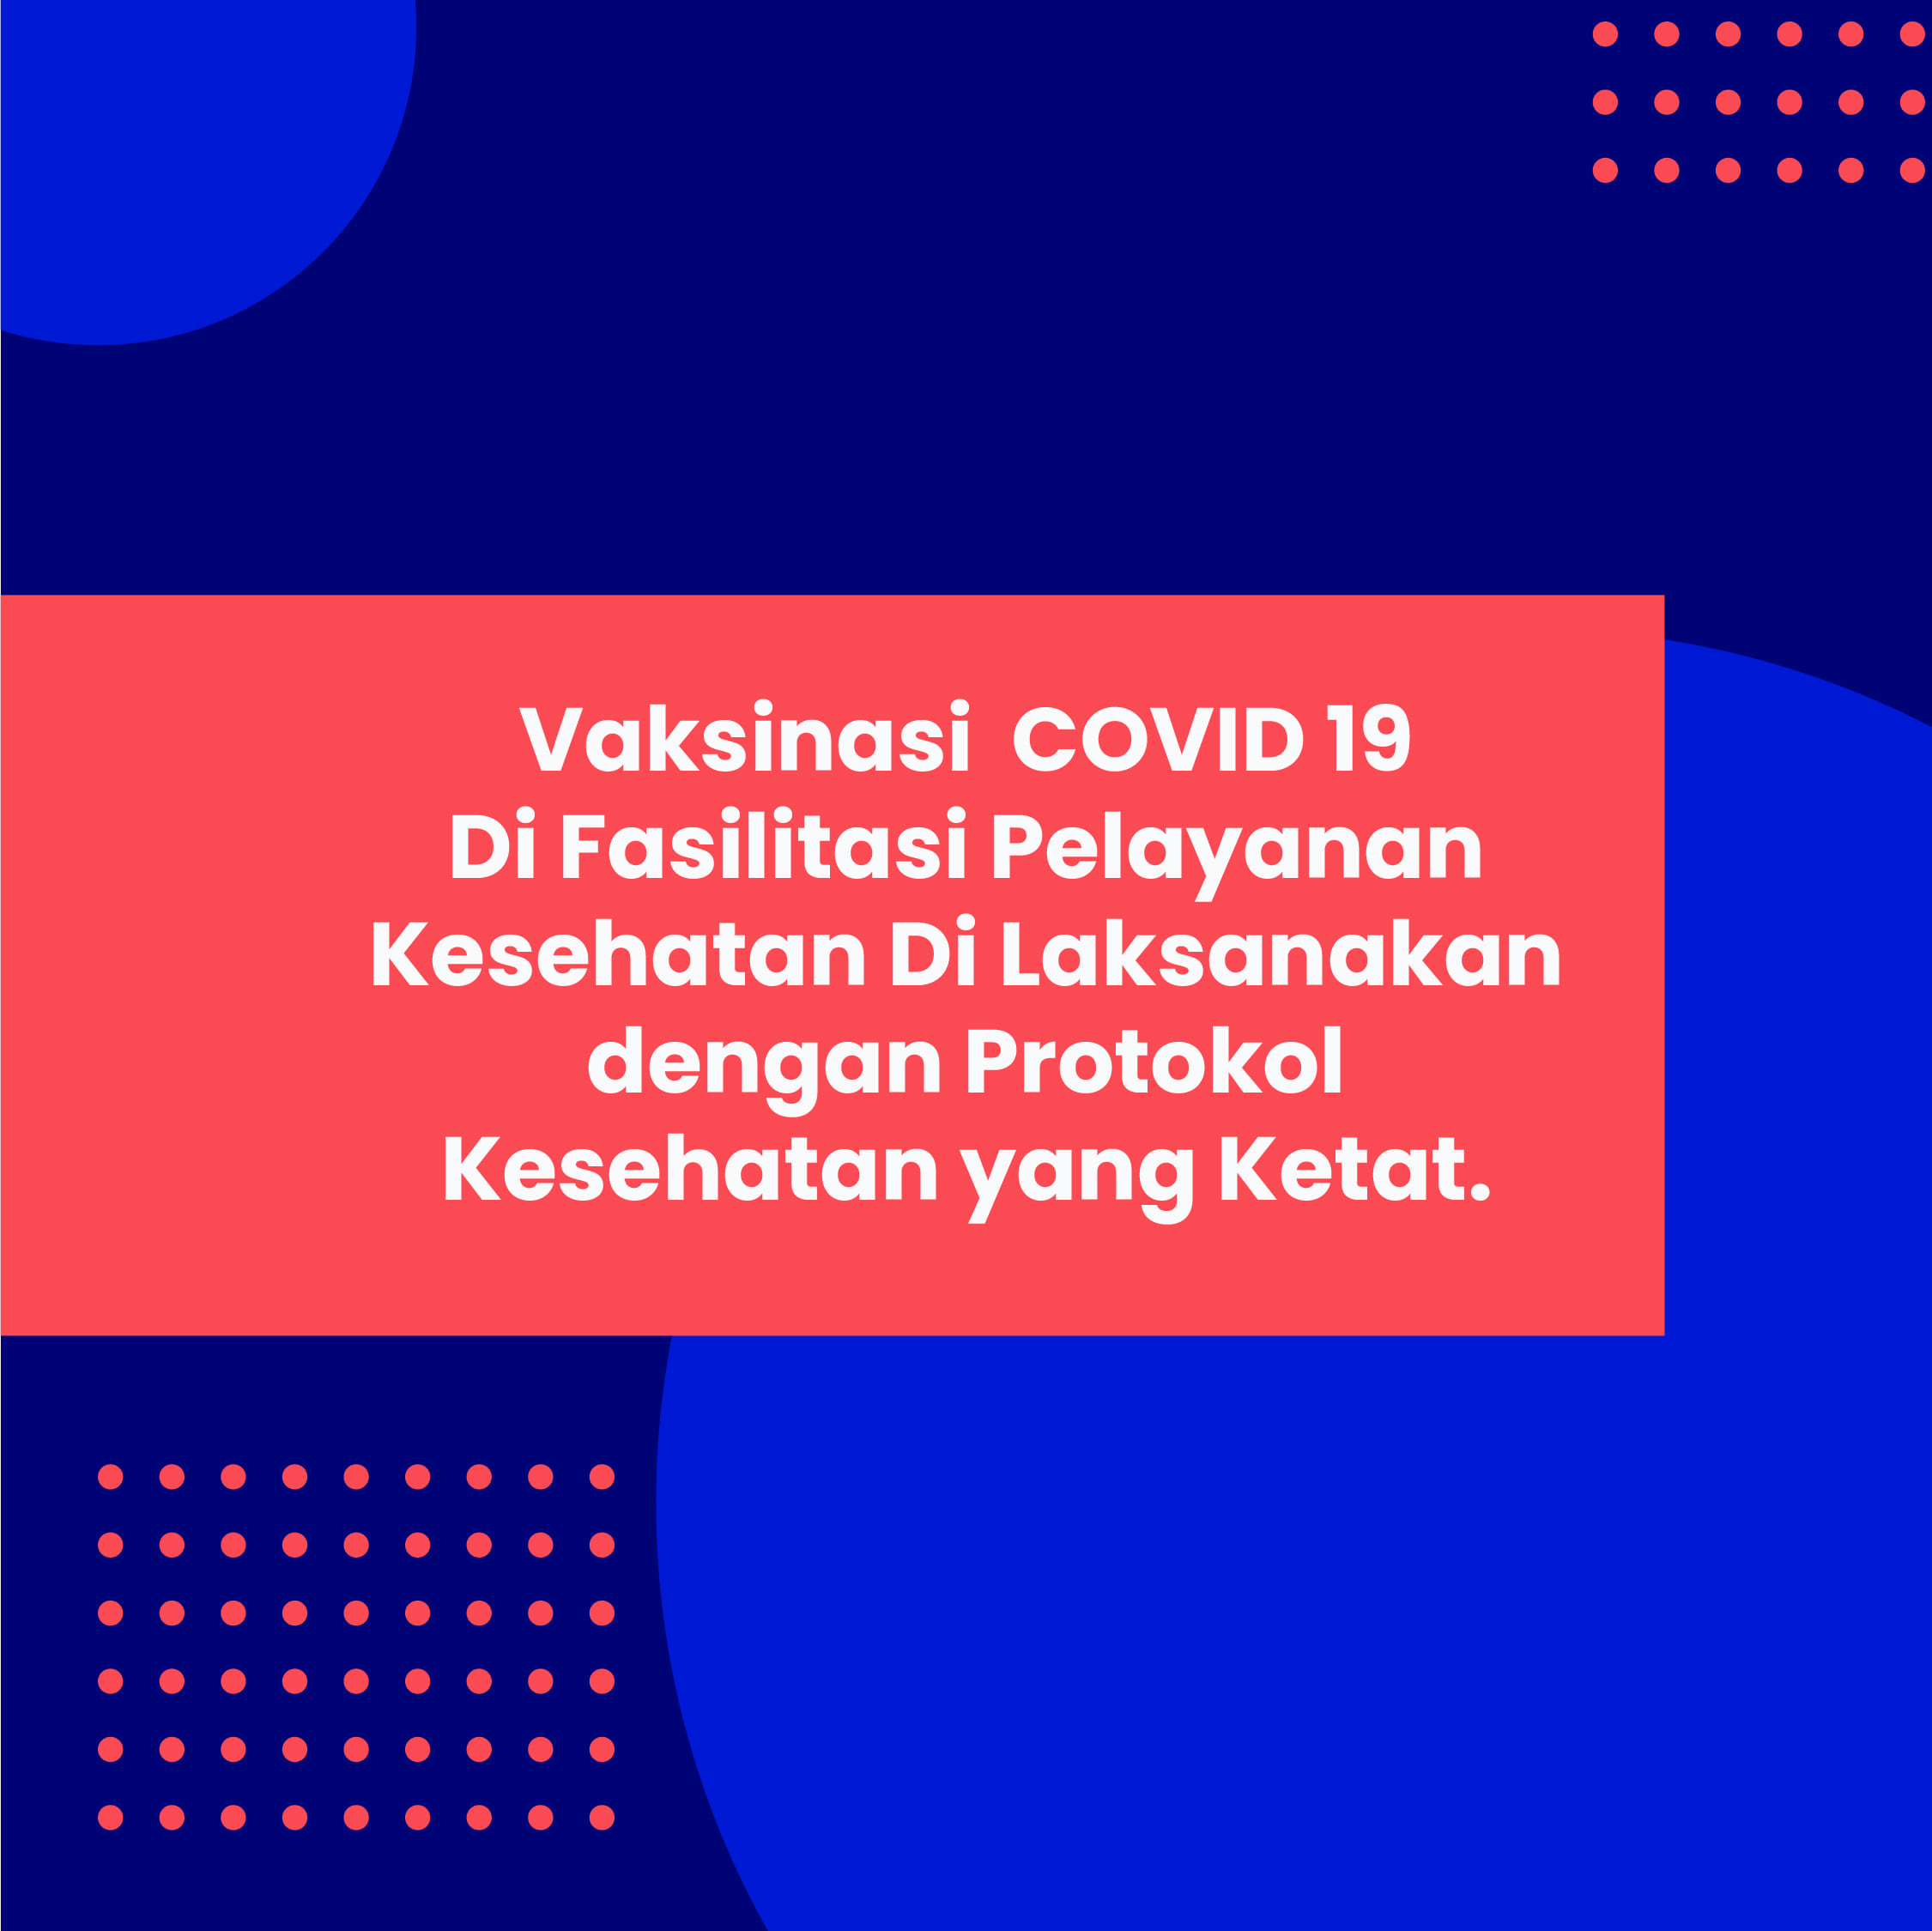 Vaksinasi  COVID 19
Di Fasilitasi Pelayanan
Kesehatan Di Laksanakan
dengan Protokol
Kesehatan yang Ketat.